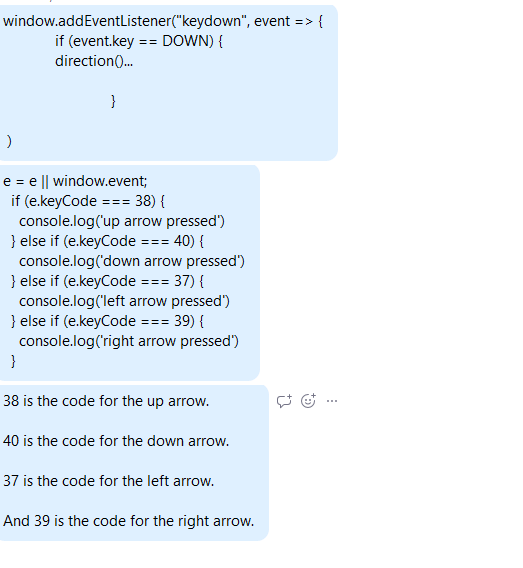 window.addEventListener("keydown", event => {
if (event.key == DOWN) {
direction()...
}
)
e = e || window.event;
if (e.keyCode === 38) {
console.log('up arrow pressed')
} else if (e.keyCode === 40) {
console.log('down arrow pressed')
} else if (e.keyCode === 37) {
console.log('left arrow pressed')
} else if (e.keyCode === 39) {
console.log('right arrow pressed')
}
38 is the code for the up arrow.
40 is the code for the down arrow.
37 is the code for the left arrow.
And 39 is the code for the right arrow.